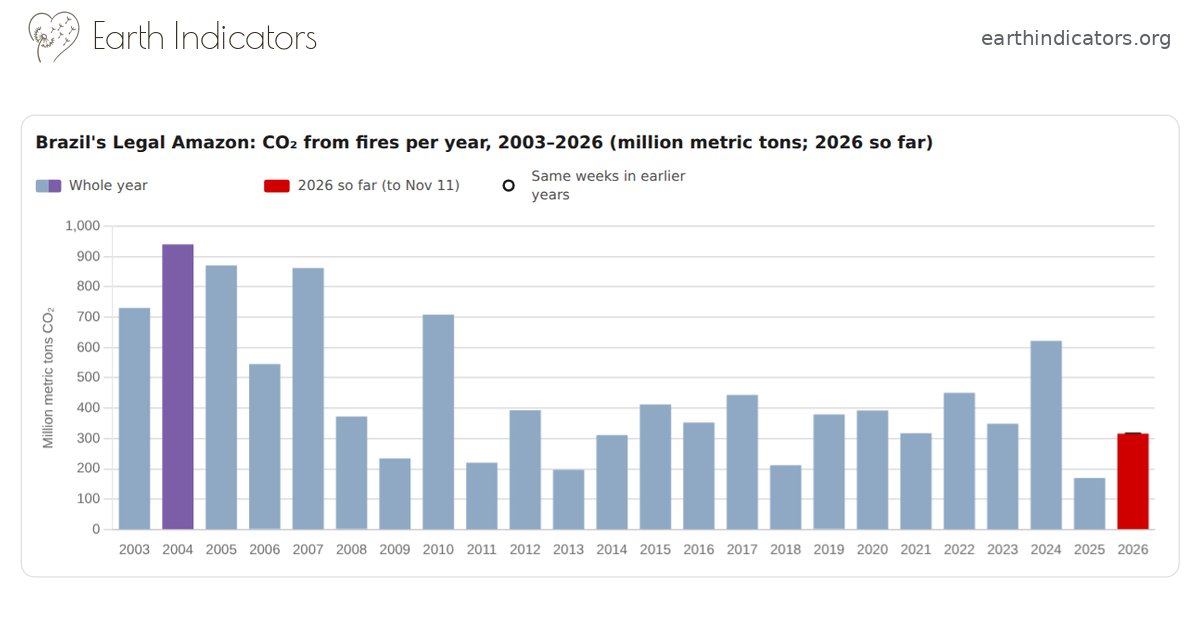 Earth Indicators
earthindicators.org
Brazil's Legal Amazon: CO₂ from fires per year, 2003–2026 (million metric tons; 2026 so far)
Whole year
2026 so far (to Nov 11)
Same weeks in earlier
years
Million metric tons CO₂
1,000
900
800
700
600
500
400
300
200
100
0
2003 2004 2005 2006 2007 2008 2009 2010 2011 2012 2013 2014 2015 2016 2017 2018 2019 2020 2021 2022 2023 2024 2025 2026